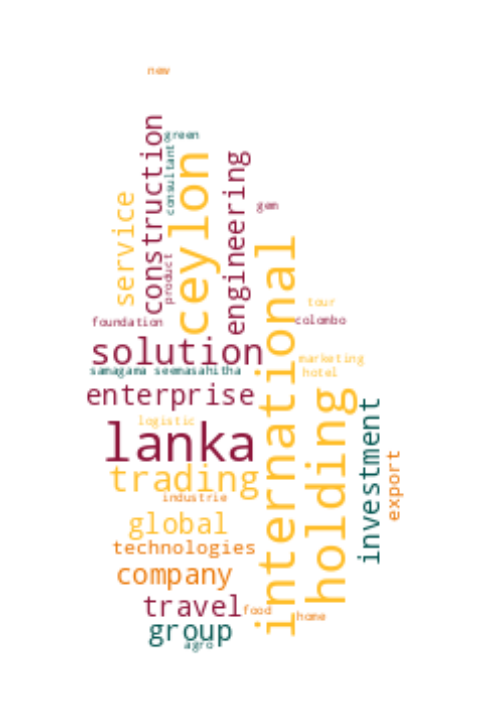 new
construction
green
consultant
ceylon
engineering
service
gem
product
international
tour
foundation
colombo
solution
marketing
samagama seemasahitha
hotel
enterprise
holding
investment
logistic
lanka
export
trading
industrie
global
technologies
company
travel
food
home
group
agro